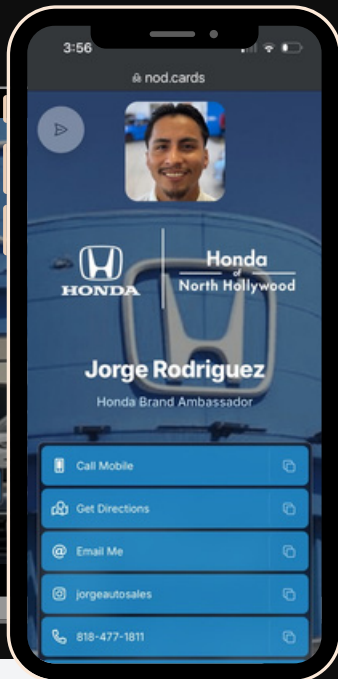 3:56
nod.cards
HONDA
Honda
of
North Hollywood
Jorge Rodriguez
Honda Brand Ambassador
Call Mobile
Get Directions
@ Email Me
jorgeautosales
818-477-1811